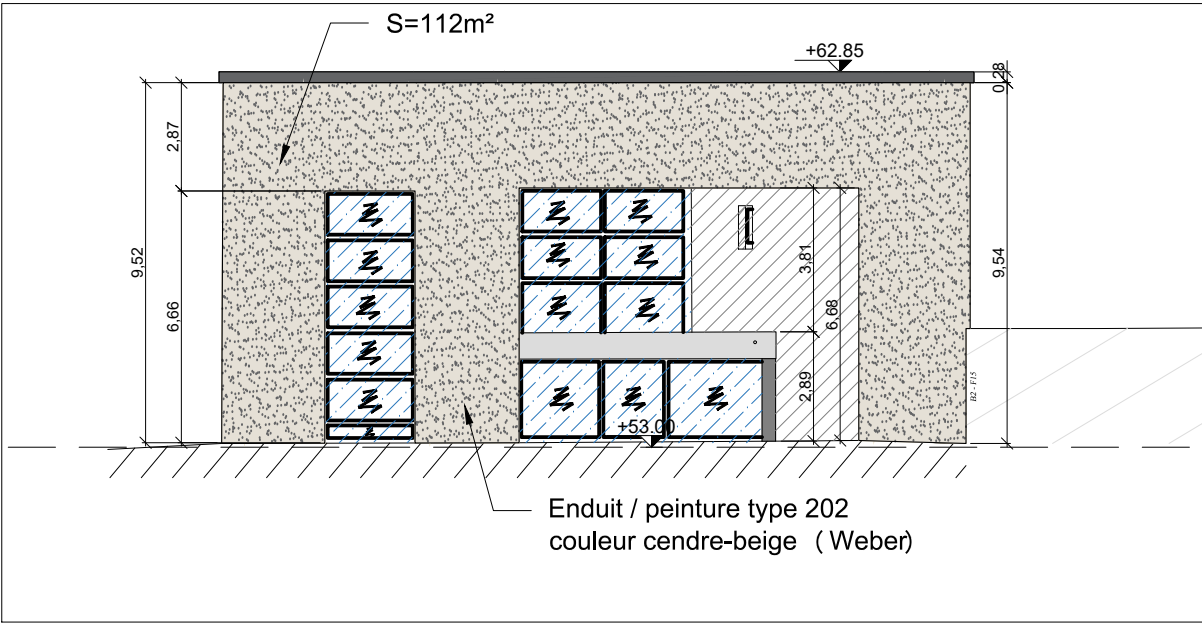 S=112m²
+62.85
0,28
2,87
9,52
6,66
3,81
6,68
9,54
2,89
B2 - F15
+53.00
Enduit / peinture type 202
couleur cendre-beige ( Weber)